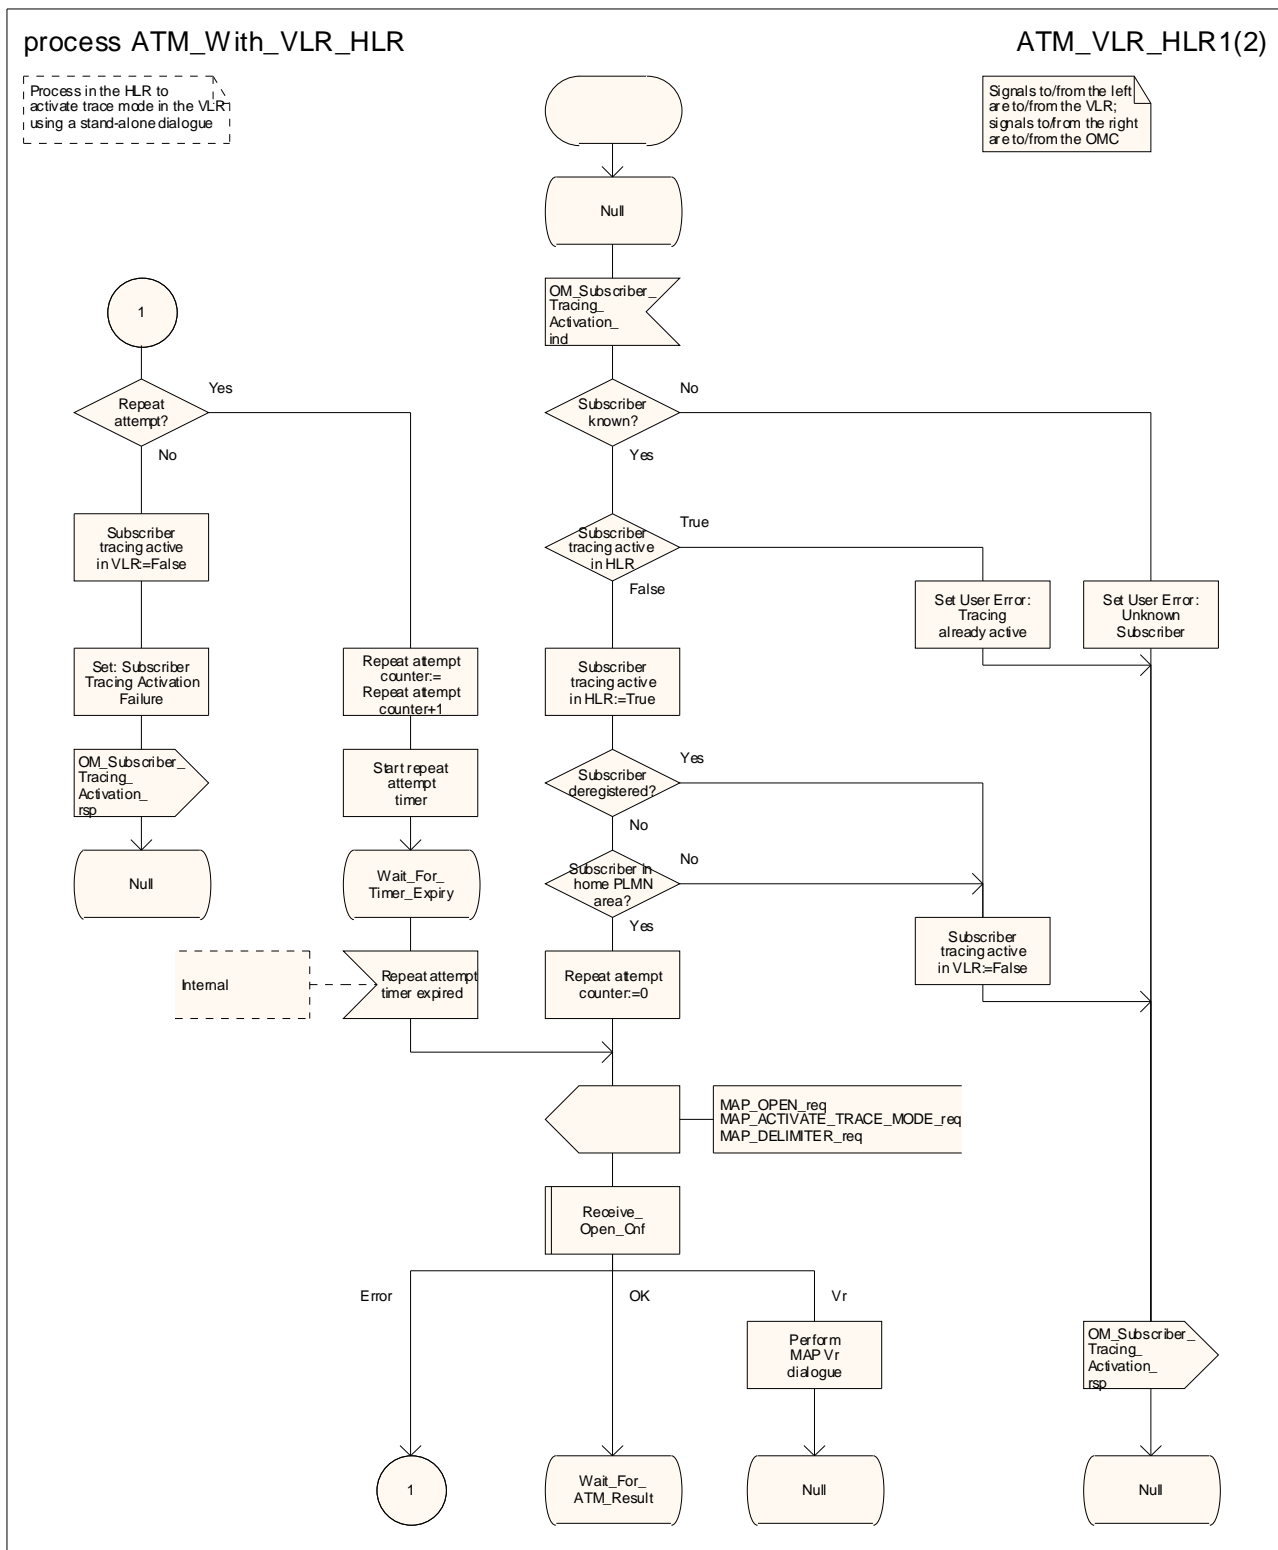 process ATM_With_VLR_HLR
ATM_VLR_HLR1(2)
Process in the HLR to
activate trace mode in the VLR
using a stand-alone dialogue
Signals to/from the left
are to/from the VLR;
signals to/from the right
are to/from the OMC
Null
OM_Subscriber_
Tracing_
Activation_
ind
1
Yes
Repeat
attempt?
No
No
Subscriber
known?
Yes
Subscriber
tracing active
in VLR:=False
True
Subscriber
tracing active
in HLR
False
Set User Error:
Tracing
already active
Set User Error:
Unknown
Subscriber
Set: Subscriber
Tracing Activation
Failure
Repeat attempt
counter:=
Repeat attempt
counter+1
Subscriber
tracing active
in HLR:=True
OM_Subscriber_
Tracing_
Activation_
rsp
Start repeat
attempt
timer
Yes
Subscriber
deregistered?
No
Null
Wait_For_
Timer_Expiry
No
Subscriber in
home PLMN
area?
Yes
Subscriber
tracing active
in VLR:=False
Internal
Repeat attempt
timer expired
Repeat attempt
counter:=0
MAP_OPEN_req
MAP_ACTIVATE_TRACE_MODE_req
MAP_DELIMITER_req
Receive_
Open_Cnf
Error
OK
Vr
Perform
MAP Vr
dialogue
OM_Subscriber_
Tracing_
Activation_
rsp
1
Wait_For_
ATM_Result
Null
Null